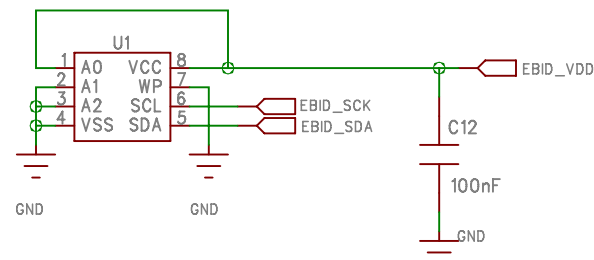 U1
1 A0 VCC 8
EBID_VDD
2 A1 WP 7
3 A2 SCL 6 EBID_SCK
4 VSS SDA 5 EBID_SDA
C12
100nF
GND GND
GND